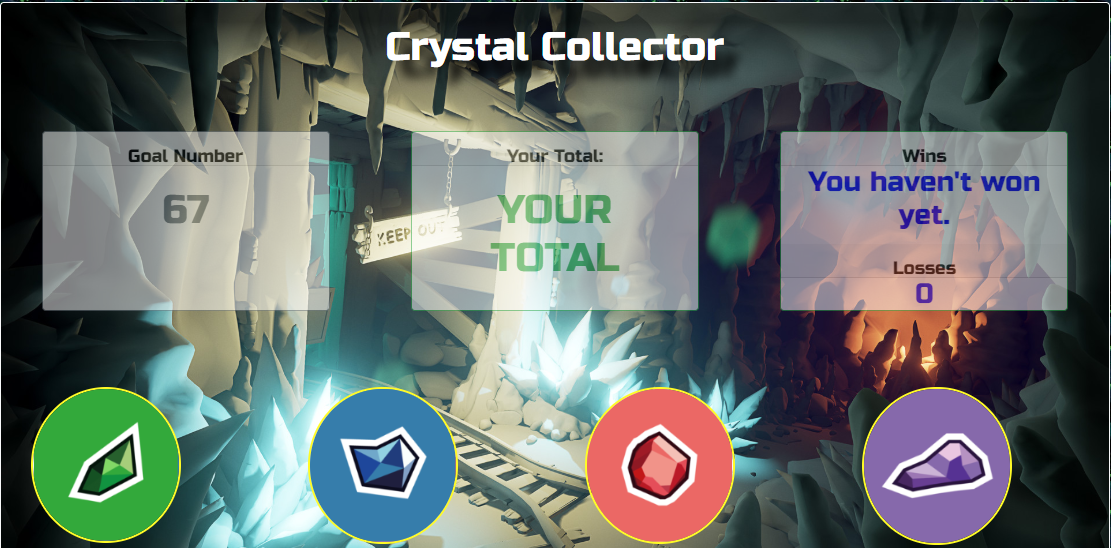 Crystal Collector
Goal Number
67
Your Total:
YOUR
TOTAL
Wins
You haven't won
yet.
Losses
0
KEEP OUT